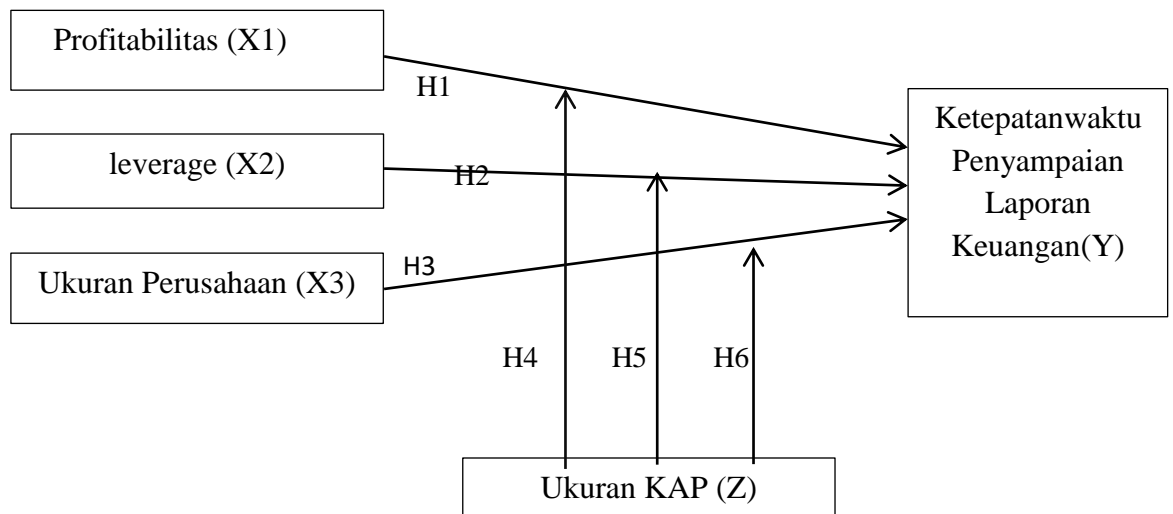 Profitabilitas (X1)
H1
leverage (X2)
H2
Ukuran Perusahaan (X3)
H3
Ketepatanwaktu
Penyampaian
Laporan
Keuangan(Y)
H4
H5
H6
Ukuran KAP (Z)